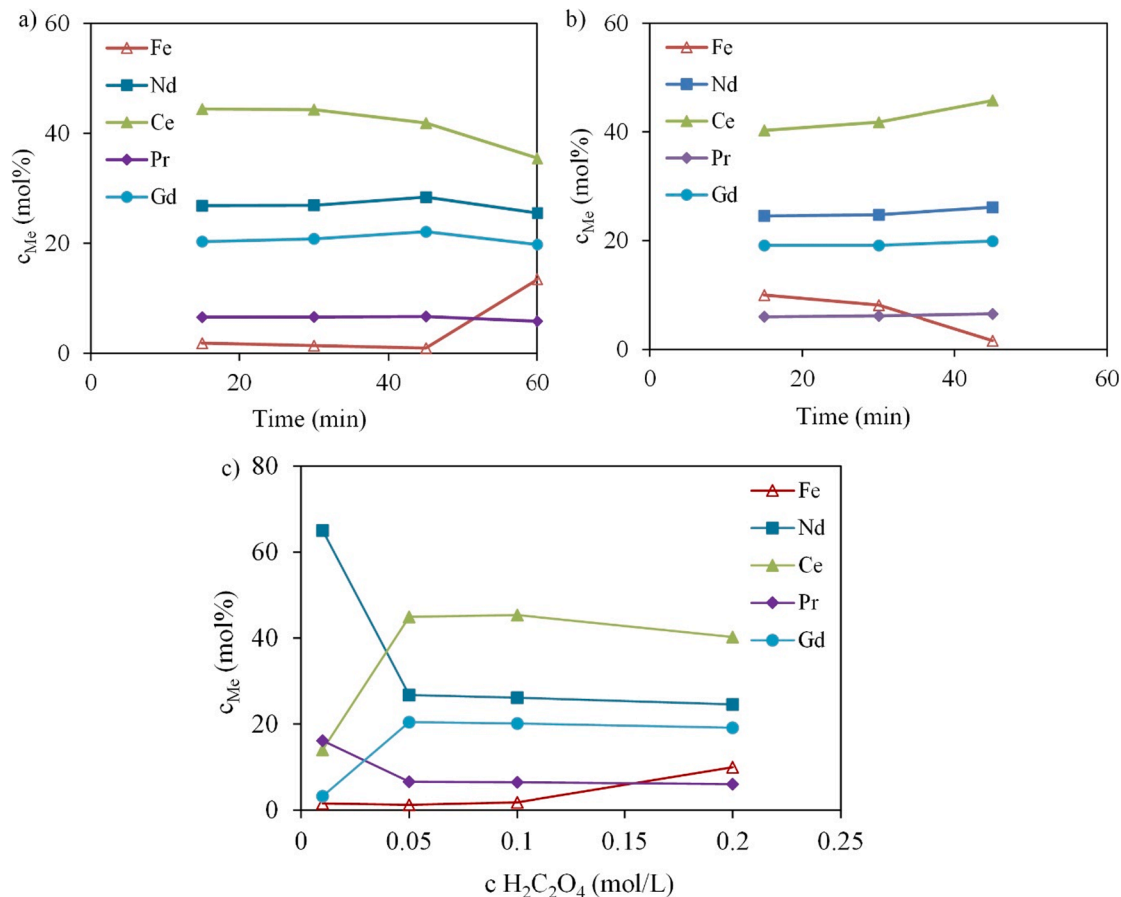 a)
60
40
20
0
0
20
40
60
c_Me (mol%)
Time (min)
Fe
Nd
Ce
Pr
Gd
b)
60
40
20
0
0
20
40
60
c_Me (mol%)
Time (min)
Fe
Nd
Ce
Pr
Gd
c)
80
60
40
20
0
0
0.05
0.1
0.15
0.2
0.25
c_Me (mol%)
c H₂C₂O₄ (mol/L)
Fe
Nd
Ce
Pr
Gd